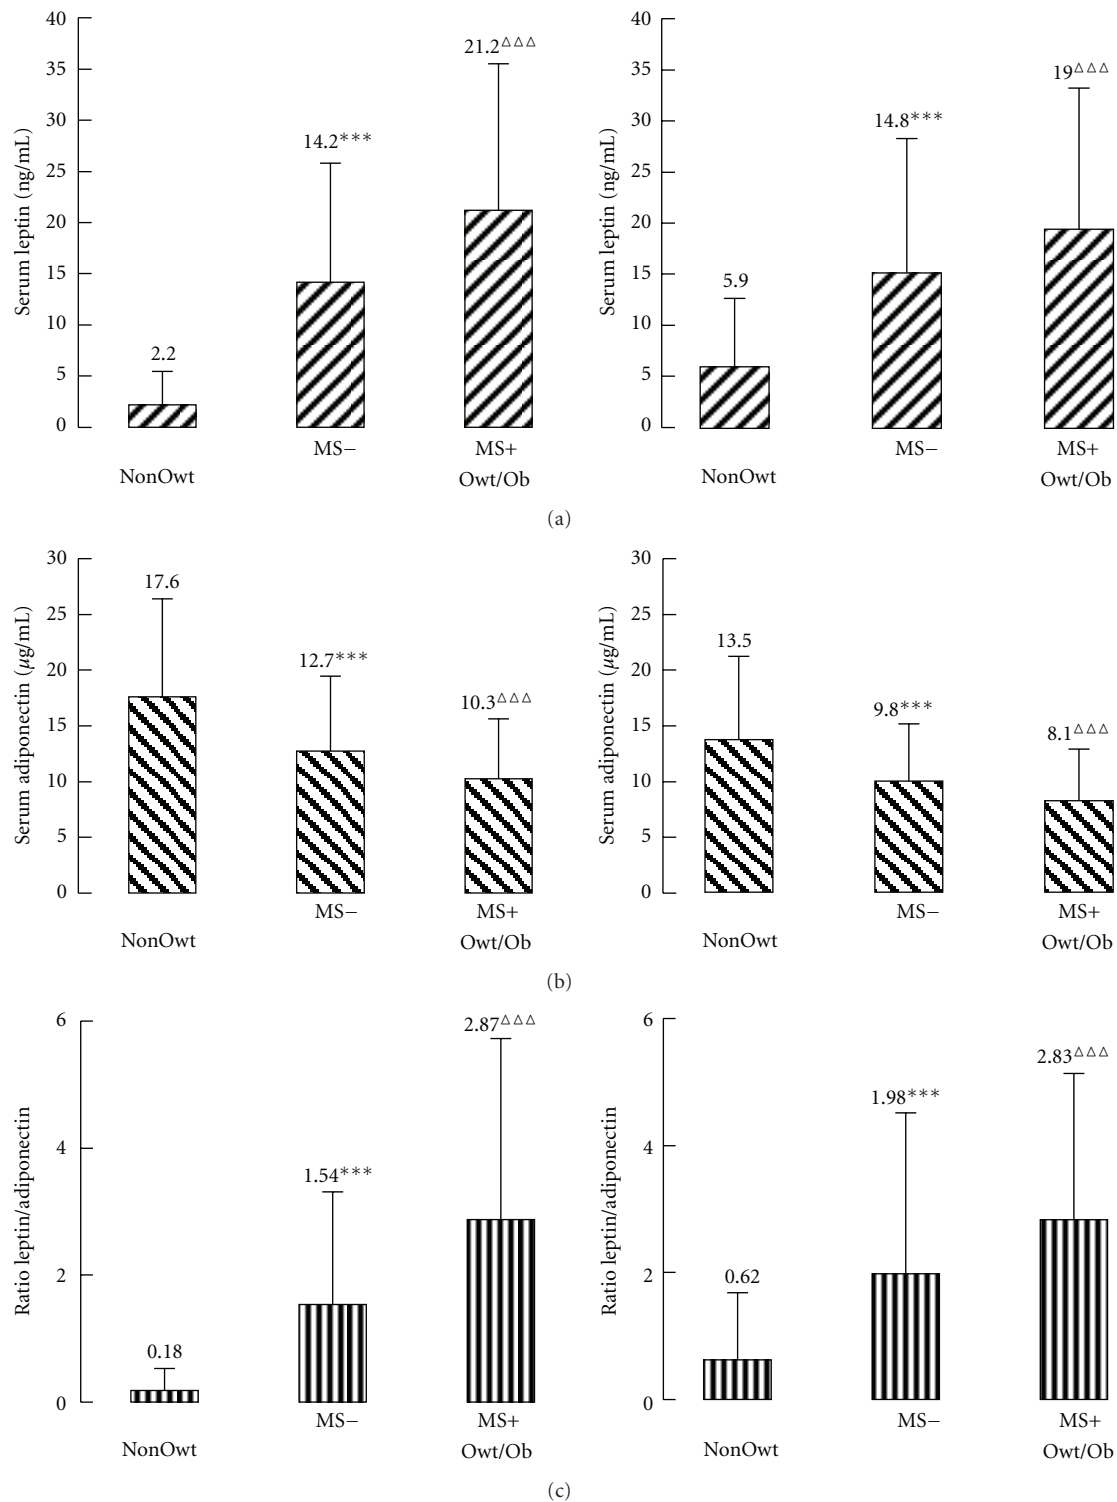 Serum leptin (ng/mL)
40
35
30
25
20
15
10
5
0
2.2
14.2***
21.2△△△
MS−
MS+
NonOwt
Owt/Ob
Serum leptin (ng/mL)
40
35
30
25
20
15
10
5
0
5.9
14.8***
19△△△
MS−
MS+
NonOwt
Owt/Ob
(a)
Serum adiponectin (μg/mL)
30
25
20
15
10
5
0
17.6
12.7***
10.3△△△
MS−
MS+
NonOwt
Owt/Ob
Serum adiponectin (μg/mL)
30
25
20
15
10
5
0
13.5
9.8***
8.1△△△
MS−
MS+
NonOwt
Owt/Ob
(b)
Ratio leptin/adiponectin
6
4
2
0
0.18
1.54***
2.87△△△
MS−
MS+
NonOwt
Owt/Ob
Ratio leptin/adiponectin
6
4
2
0
0.62
1.98***
2.83△△△
MS−
MS+
NonOwt
Owt/Ob
(c)